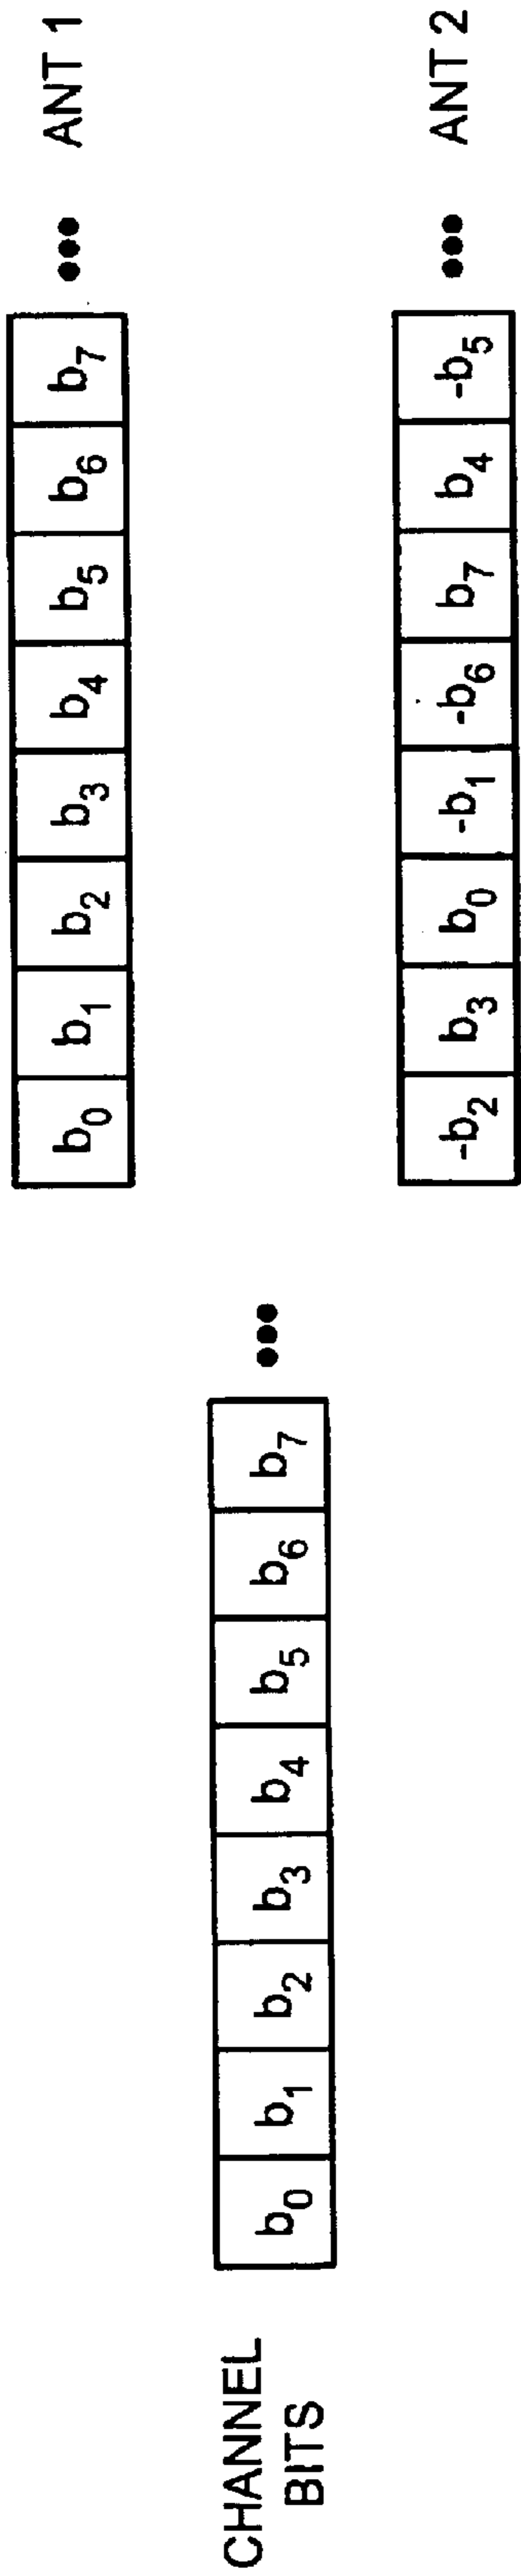 CHANNEL
BITS
b₀ b₁ b₂ b₃ b₄ b₅ b₆ b₇ •••
b₀ b₁ b₂ b₃ b₄ b₅ b₆ b₇ ••• ANT 1
-b₂ b₃ b₀ -b₁ -b₆ b₇ b₄ -b₅ ••• ANT 2